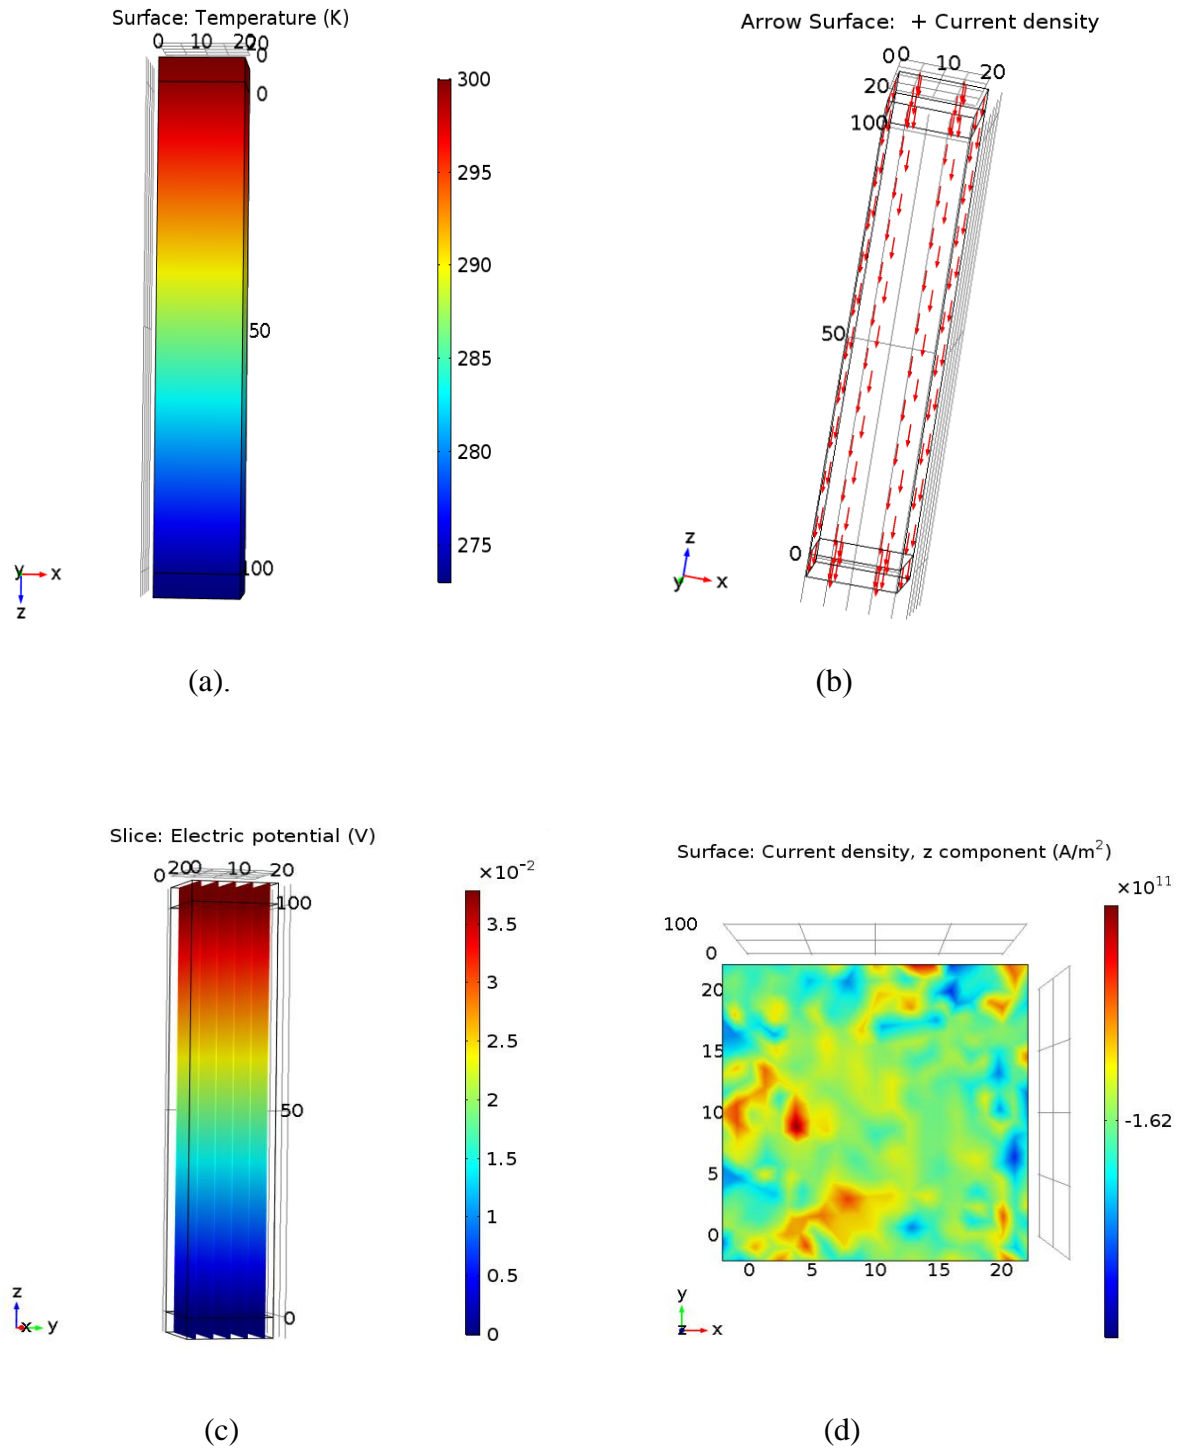 Surface: Temperature (K)
0 10 20 20
0
0
50
100
300
295
290
285
280
275
y x
z
(a).
Arrow Surface: + Current density
0 0 10 20
20
100
50
0
z
y x
(b)
Slice: Electric potential (V)
0 20 0 10 20
100
50
0
×10⁻²
3.5
3
2.5
2
1.5
1
0.5
0
z
x y
(c)
Surface: Current density, z component (A/m²)
×10¹¹
100
0
20
15
10
5
0
0 5 10 15 20
-1.62
y
z x
(d)